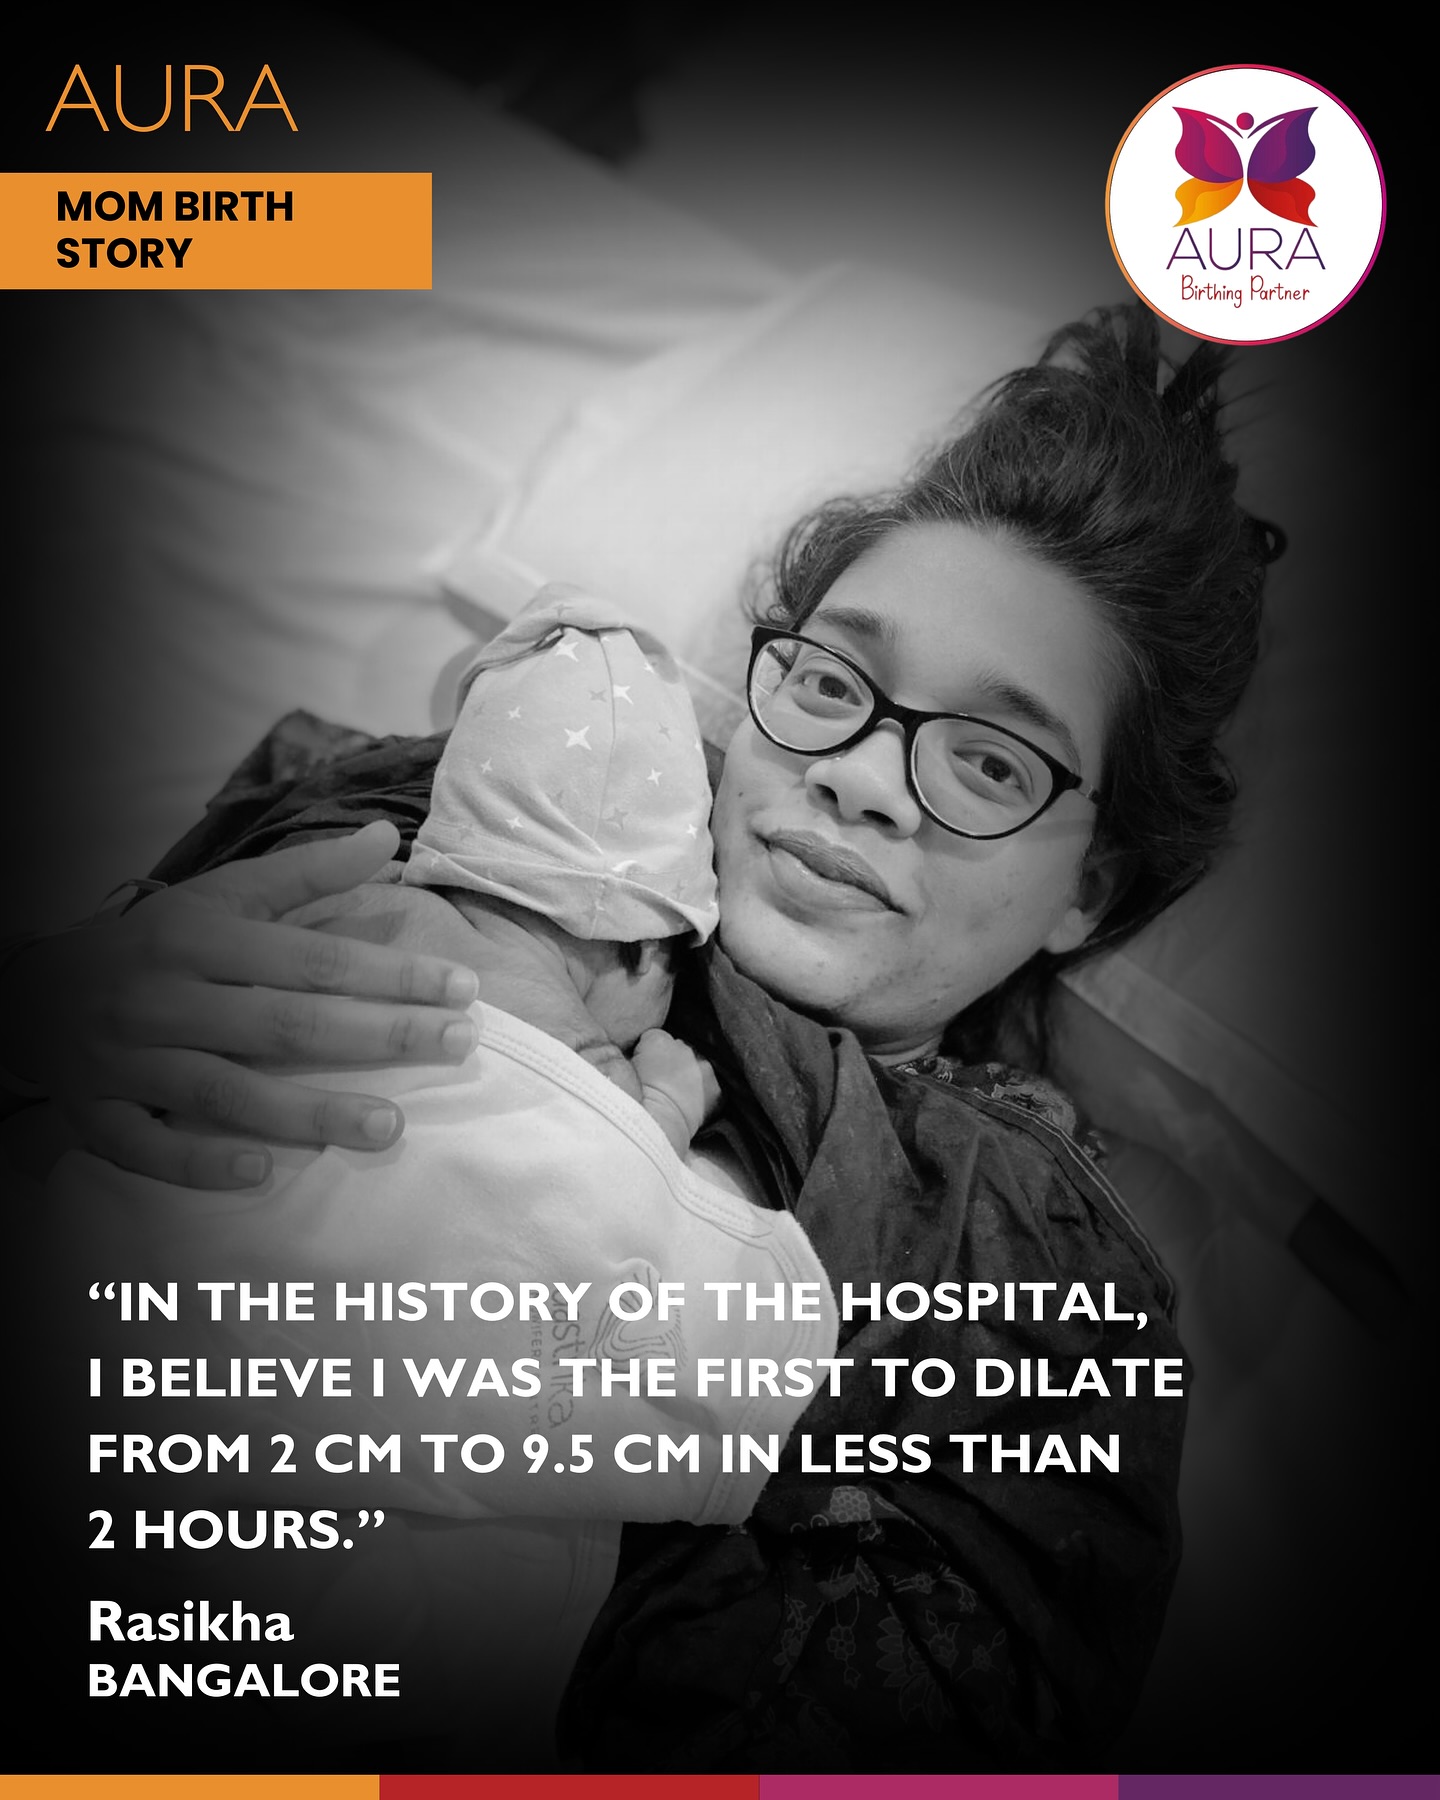 AURA
MOM BIRTH
STORY
AURA
Birthing Partner
“IN THE HISTORY OF THE HOSPITAL,
I BELIEVE I WAS THE FIRST TO DILATE
FROM 2 CM TO 9.5 CM IN LESS THAN
2 HOURS.”
Rasikha
BANGALORE